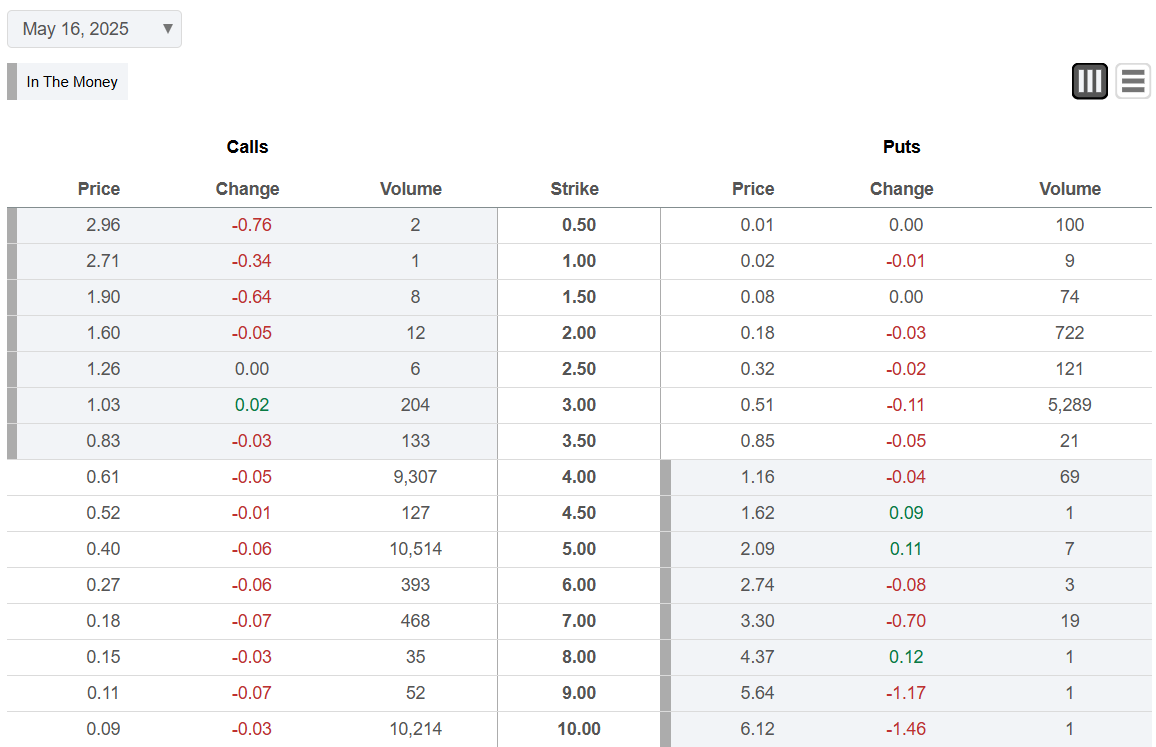 May 16, 2025 ▼
In The Money
Calls Puts
Price Change Volume Strike Price Change Volume
2.96 -0.76 2 0.50 0.01 0.00 100
2.71 -0.34 1 1.00 0.02 -0.01 9
1.90 -0.64 8 1.50 0.08 0.00 74
1.60 -0.05 12 2.00 0.18 -0.03 722
1.26 0.00 6 2.50 0.32 -0.02 121
1.03 0.02 204 3.00 0.51 -0.11 5,289
0.83 -0.03 133 3.50 0.85 -0.05 21
0.61 -0.05 9,307 4.00 1.16 -0.04 69
0.52 -0.01 127 4.50 1.62 0.09 1
0.40 -0.06 10,514 5.00 2.09 0.11 7
0.27 -0.06 393 6.00 2.74 -0.08 3
0.18 -0.07 468 7.00 3.30 -0.70 19
0.15 -0.03 35 8.00 4.37 0.12 1
0.11 -0.07 52 9.00 5.64 -1.17 1
0.09 -0.03 10,214 10.00 6.12 -1.46 1